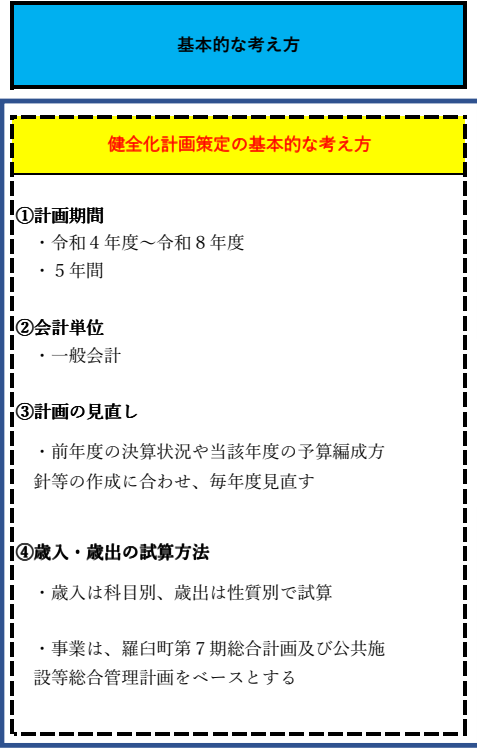 基本的な考え方
健全化計画策定の基本的な考え方
①計画期間
・令和４年度～令和８年度
・５年間
②会計単位
・一般会計
③計画の見直し
・前年度の決算状況や当該年度の予算編成方
針等の作成に合わせ、毎年度見直す
④歳入・歳出の試算方法
・歳入は科目別、歳出は性質別で試算
・事業は、羅臼町第７期総合計画及び公共施
設等総合管理計画をベースとする